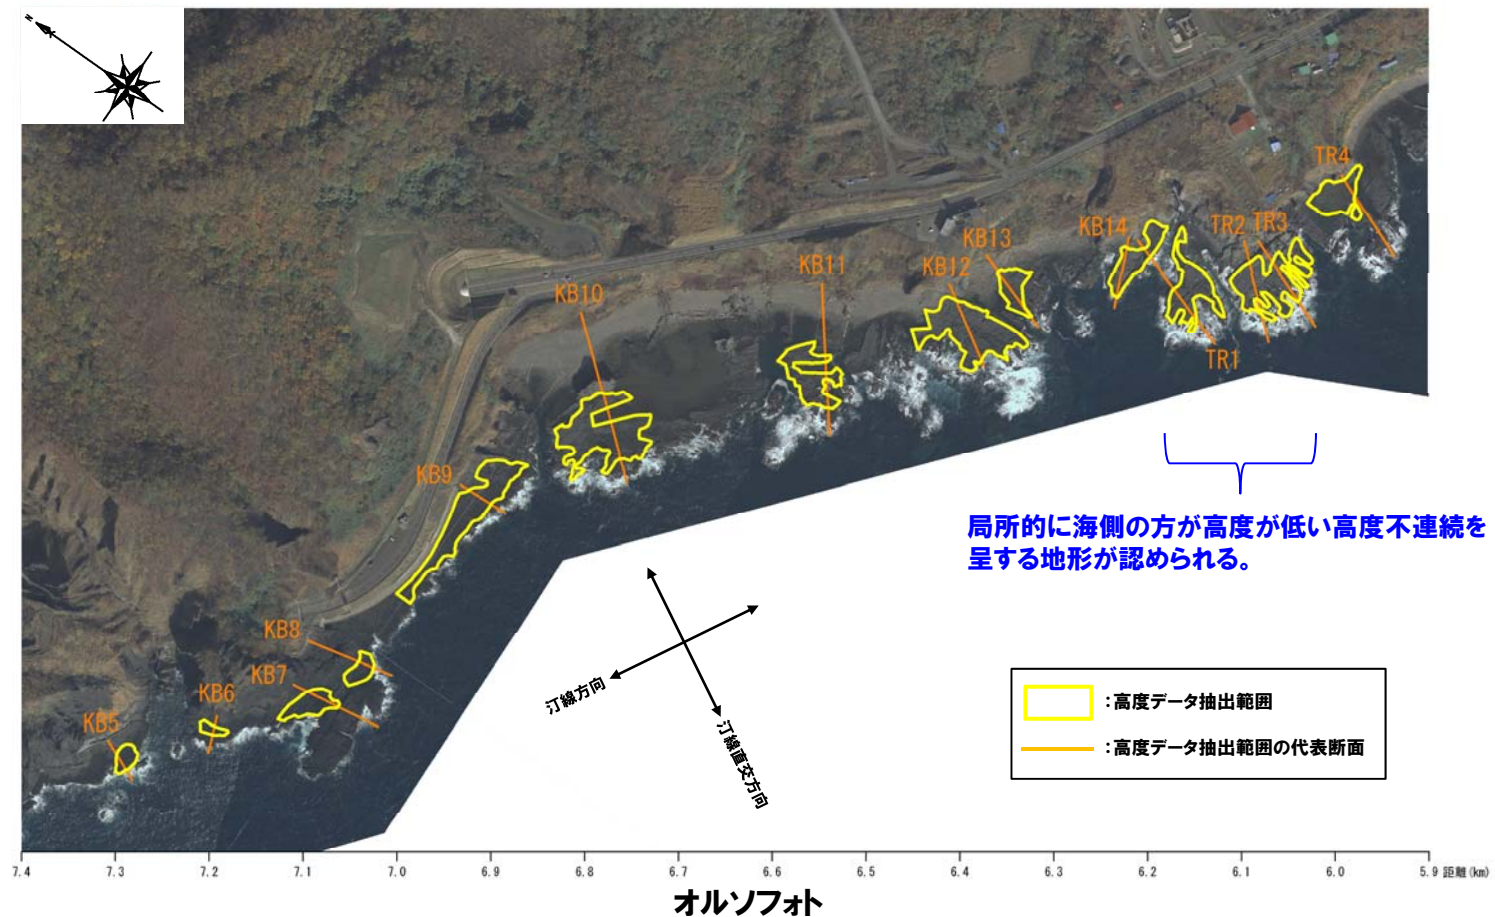 N
TR4
KB14
TR2
TR3
KB13
KB12
KB11
KB10
TR1
KB9
局所的に海側の方が高度が低い高度不連続を
呈する地形が認められる。
KB8
KB7
KB6
KB5
汀線方向
汀線直交方向
:高度データ抽出範囲
:高度データ抽出範囲の代表断面
7.4 7.3 7.2 7.1 7.0 6.9 6.8 6.7 6.6 6.5 6.4 6.3 6.2 6.1 6.0 5.9 距離(km)
オルソフォト